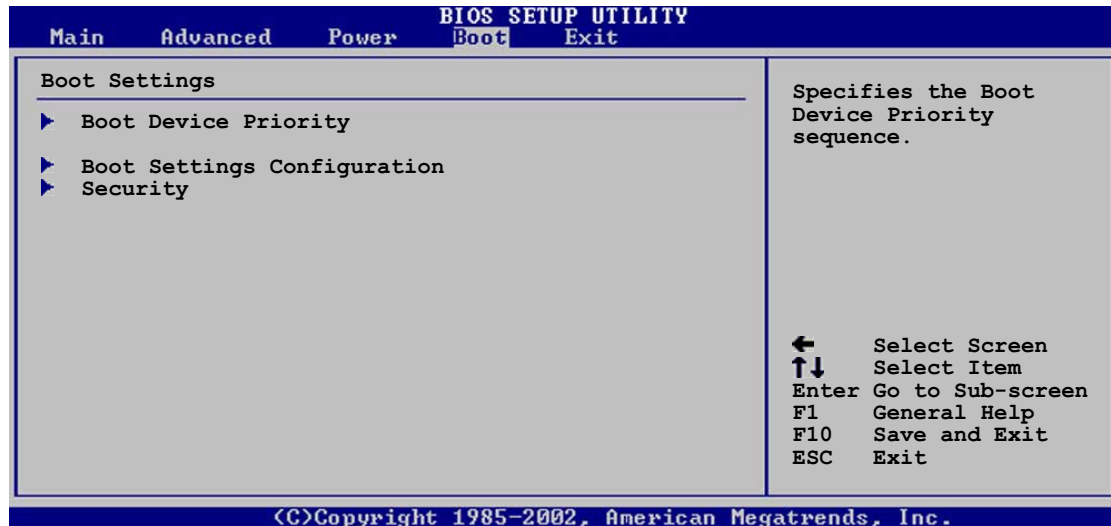 BIOS SETUP UTILITY
Main Advanced Power Boot Exit
Boot Settings
Boot Device Priority
Boot Settings Configuration
Security
Specifies the Boot
Device Priority
sequence.
← Select Screen
↑↓ Select Item
Enter Go to Sub-screen
F1 General Help
F10 Save and Exit
ESC Exit
(C)Copyright 1985-2002, American Megatrends, Inc.